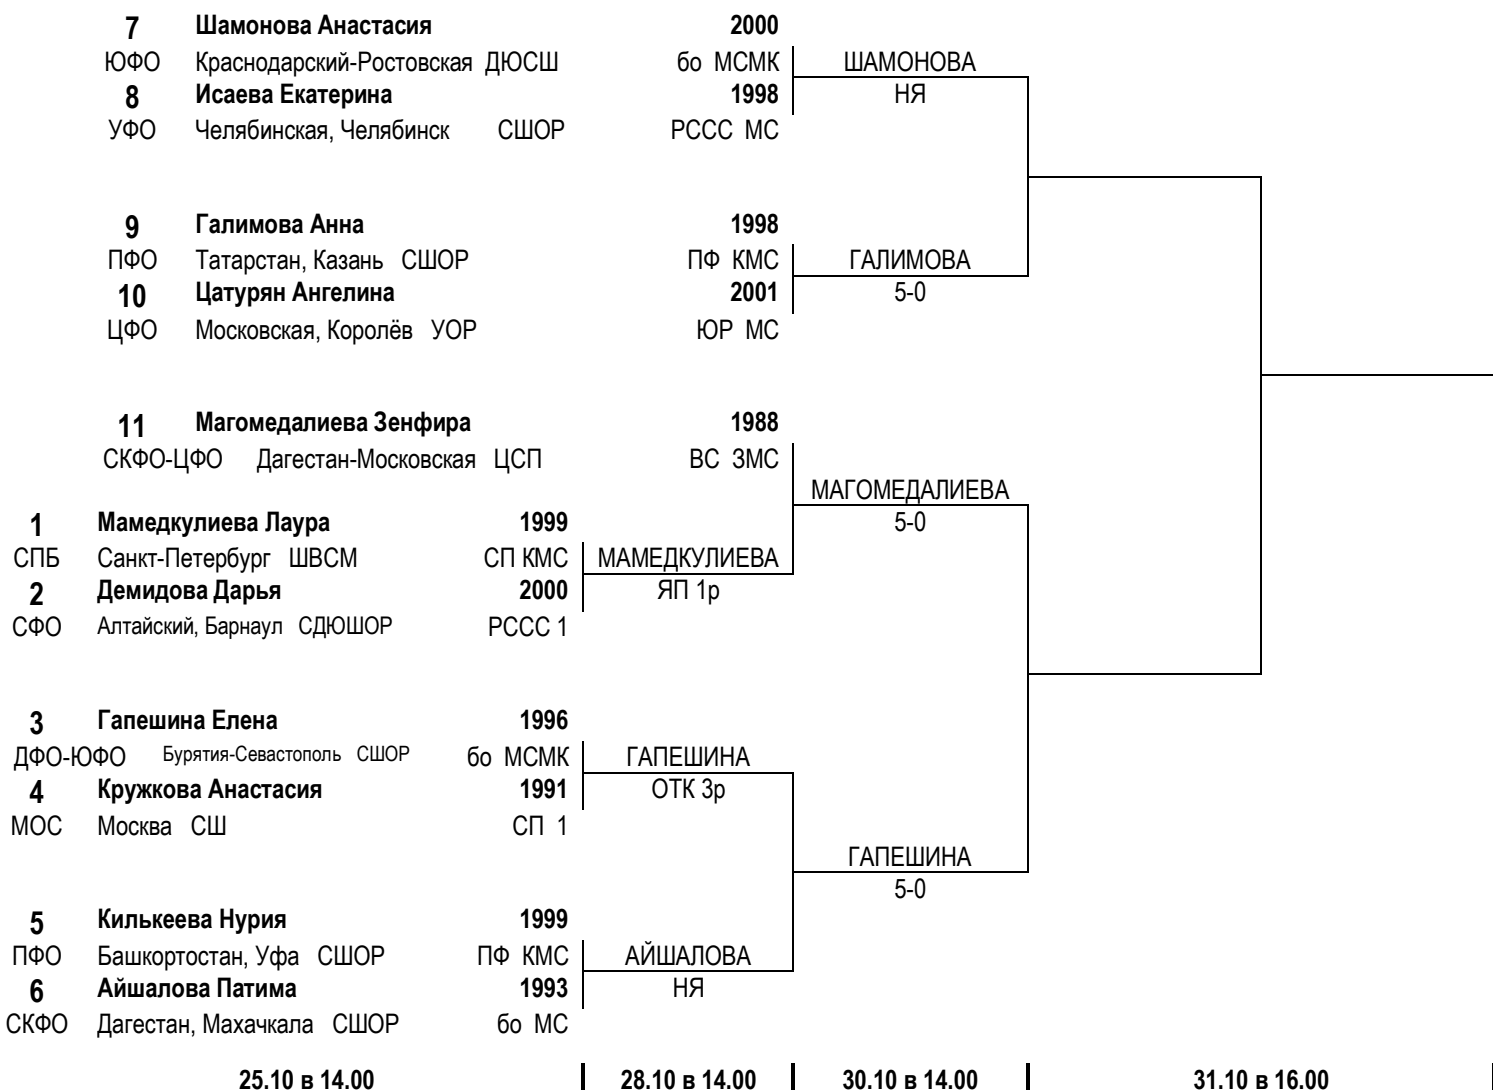 7 Шамонова Анастасия 2000
ЮФО Краснодарский-Ростовская ДЮСШ бо МСМК ШАМОНОВА
8 Исаева Екатерина 1998 НЯ
УФО Челябинская, Челябинск СШОР РССС МС
9 Галимова Анна 1998
ПФО Татарстан, Казань СШОР ПФ КМС ГАЛИМОВА
10 Цатурян Ангелина 2001 5-0
ЦФО Московская, Королёв УОР ЮР МС
11 Магомедалиева Зенфира 1988
СКФО-ЦФО Дагестан-Московская ЦСП ВС ЗМС
МАГОМЕДАЛИЕВА
1 Мамедкулиева Лаура 1999 5-0
СПБ Санкт-Петербург ШВСМ СП КМС МАМЕДКУЛИЕВА
2 Демидова Дарья 2000 ЯП 1р
СФО Алтайский, Барнаул СДЮШОР РССС 1
3 Гапешина Елена 1996
ДФО-ЮФО Бурятия-Севастополь СШОР бо МСМК ГАПЕШИНА
4 Кружкова Анастасия 1991 ОТК 3р
МОС Москва СШ СП 1
ГАПЕШИНА
5-0
5 Килькеева Нурия 1999
ПФО Башкортостан, Уфа СШОР ПФ КМС АЙШАЛОВА
6 Айшалова Патима 1993 НЯ
СКФО Дагестан, Махачкала СШОР бо МС
25.10 в 14.00 28.10 в 14.00 30.10 в 14.00 31.10 в 16.00